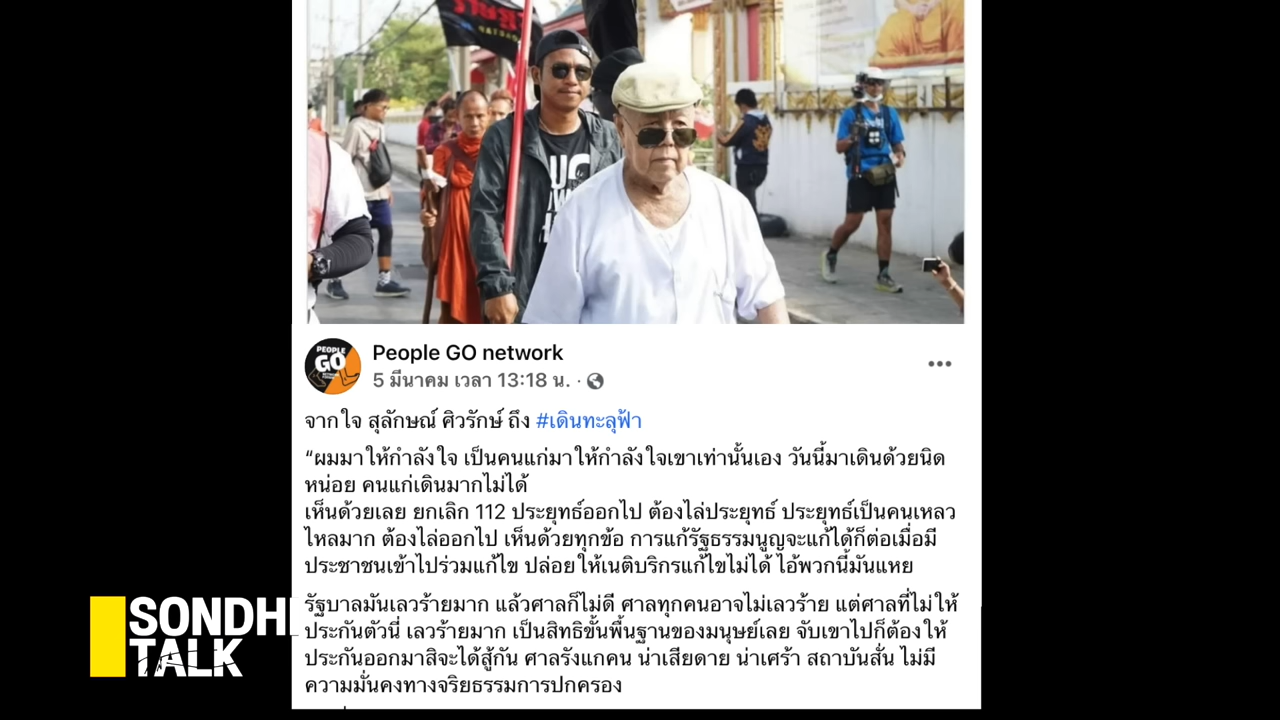 PEOPLE
GO
People GO network
5 มีนาคม เวลา 13:18 น. ·
จากใจ สุลักษณ์ ศิวรักษ์ ถึง #เดินทะลุฟ้า
“ผมมาให้กำลังใจ เป็นคนแก่มาให้กำลังใจเขาเท่านั้นเอง วันนี้มาเดินด้วยนิด
หน่อย คนแก่เดินมากไม่ได้
เห็นด้วยเลย ยกเลิก 112 ประยุทธ์ออกไป ต้องไล่ประยุทธ์ ประยุทธ์เป็นคนเหลว
ไหลมาก ต้องไล่ออกไป เห็นด้วยทุกข้อ การแก้รัฐธรรมนูญจะแก้ได้ก็ต่อเมื่อมี
ประชาชนเข้าไปร่วมแก้ไข ปล่อยให้เนติบริกรแก้ไขไม่ได้ ไอ้พวกนี้มันแหย
รัฐบาลมันเลวร้ายมาก แล้วศาลก็ไม่ดี ศาลทุกคนอาจไม่เลวร้าย แต่ศาลที่ไม่ให้
ประกันตัวนี่ เลวร้ายมาก เป็นสิทธิขั้นพื้นฐานของมนุษย์เลย จับเขาไปก็ต้องให้
ประกันออกมาสิจะได้สู้กัน ศาลรังแกคน น่าเสียดาย น่าเศร้า สถาบันสั่น ไม่มี
ความมั่นคงทางจริยธรรมการปกครอง
SONDHI
TALK